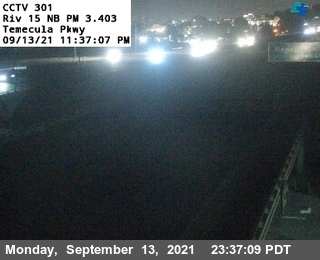 CCTV 301
Riv 15 NB PM 3.403
Temecula Pkwy
09/13/21 11:37:07 PM
Monday, September 13, 2021 23:37:09 PDT